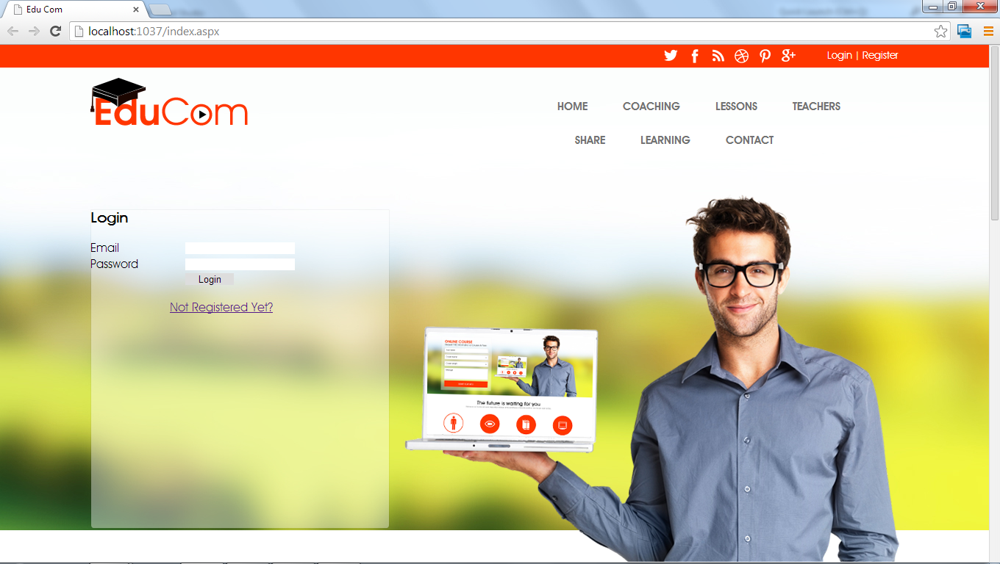 Edu Com
localhost:1037/index.aspx
Login | Register
EduCom
HOME COACHING LESSONS TEACHERS
SHARE LEARNING CONTACT
Login
Email
Password
Login
Not Registered Yet?
ONLINE COURSE
The future is waiting for you